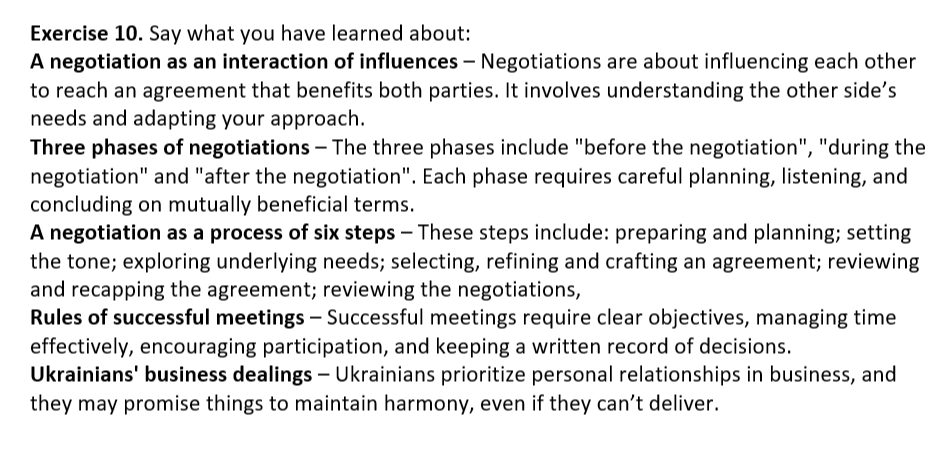 Exercise 10. Say what you have learned about:
A negotiation as an interaction of influences – Negotiations are about influencing each other
to reach an agreement that benefits both parties. It involves understanding the other side’s
needs and adapting your approach.
Three phases of negotiations – The three phases include "before the negotiation", "during the
negotiation" and "after the negotiation". Each phase requires careful planning, listening, and
concluding on mutually beneficial terms.
A negotiation as a process of six steps – These steps include: preparing and planning; setting
the tone; exploring underlying needs; selecting, refining and crafting an agreement; reviewing
and recapping the agreement; reviewing the negotiations,
Rules of successful meetings – Successful meetings require clear objectives, managing time
effectively, encouraging participation, and keeping a written record of decisions.
Ukrainians' business dealings – Ukrainians prioritize personal relationships in business, and
they may promise things to maintain harmony, even if they can’t deliver.